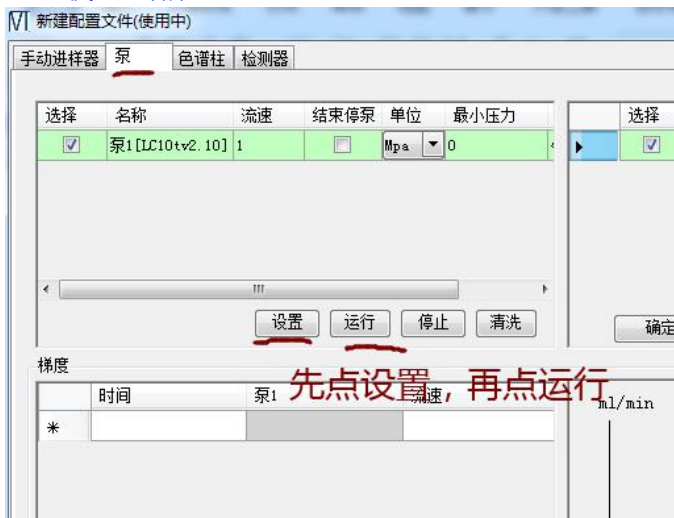 新建配置文件(使用中)
手动进样器 泵 色谱柱 检测器
选择 名称 流速 结束停泵 单位 最小压力 选择
泵1[LC10tv2.10] 1 Mpa 0
设置 运行 停止 清洗 确定
梯度
先点设置，再点运行
时间 泵1 流速 ml/min
*